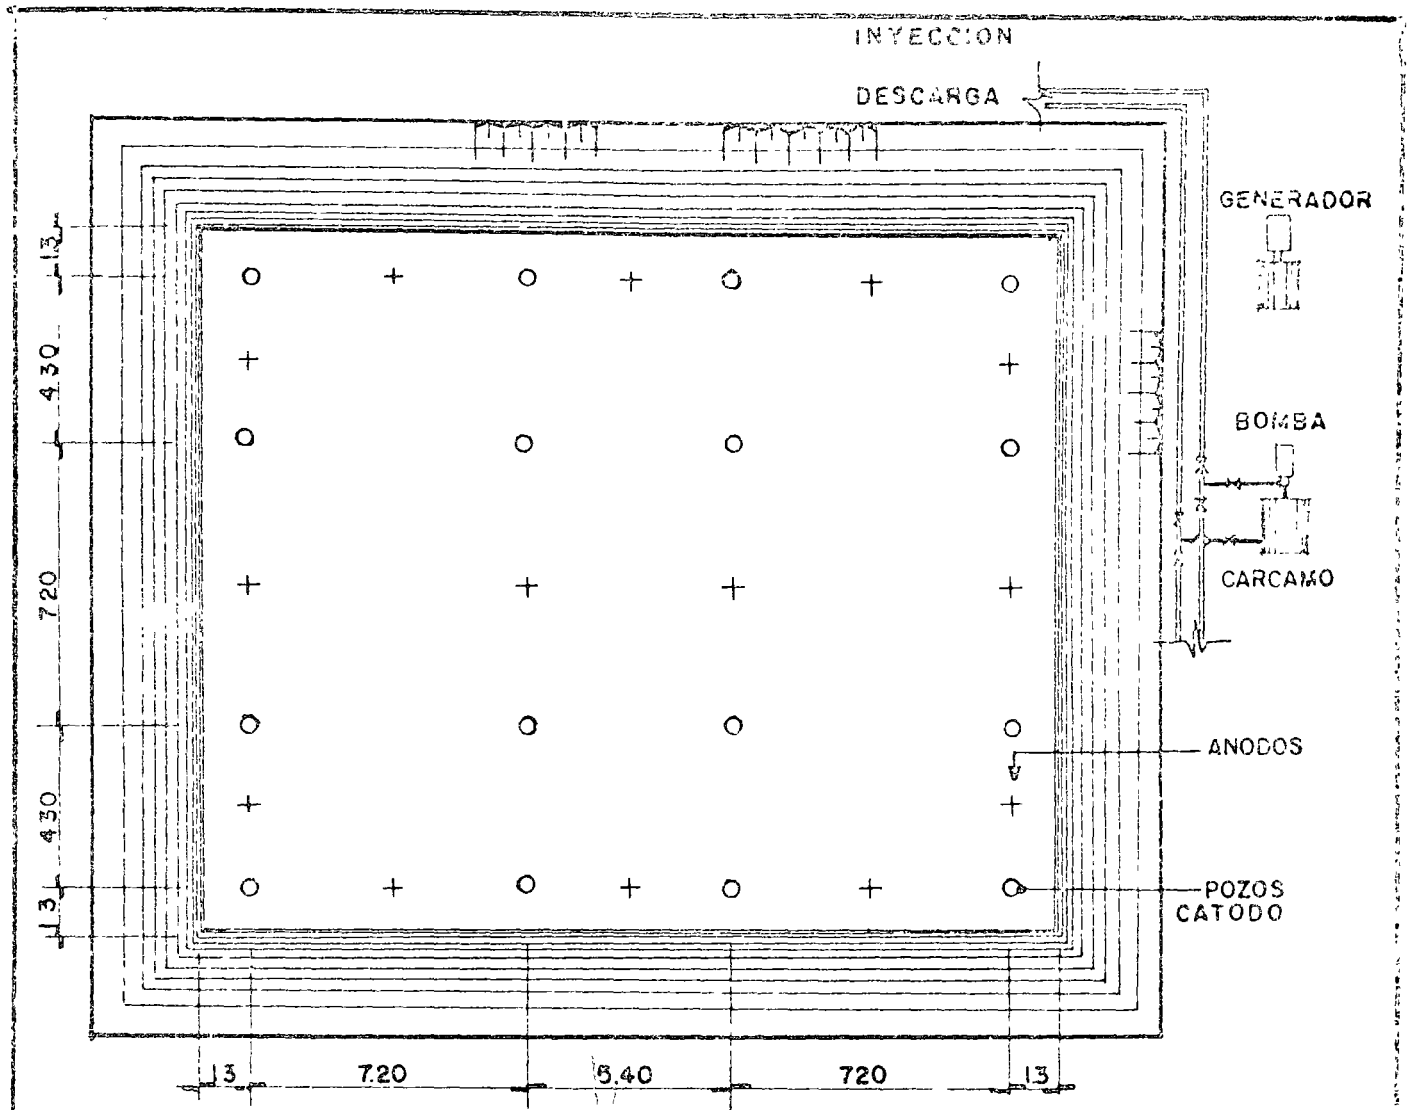 INYECCION
DESCARGA
GENERADOR
BOMBA
CARCAMO
ANODOS
POZOS
CATODO
13
430
720
430
13
13
7.20
5.40
720
13